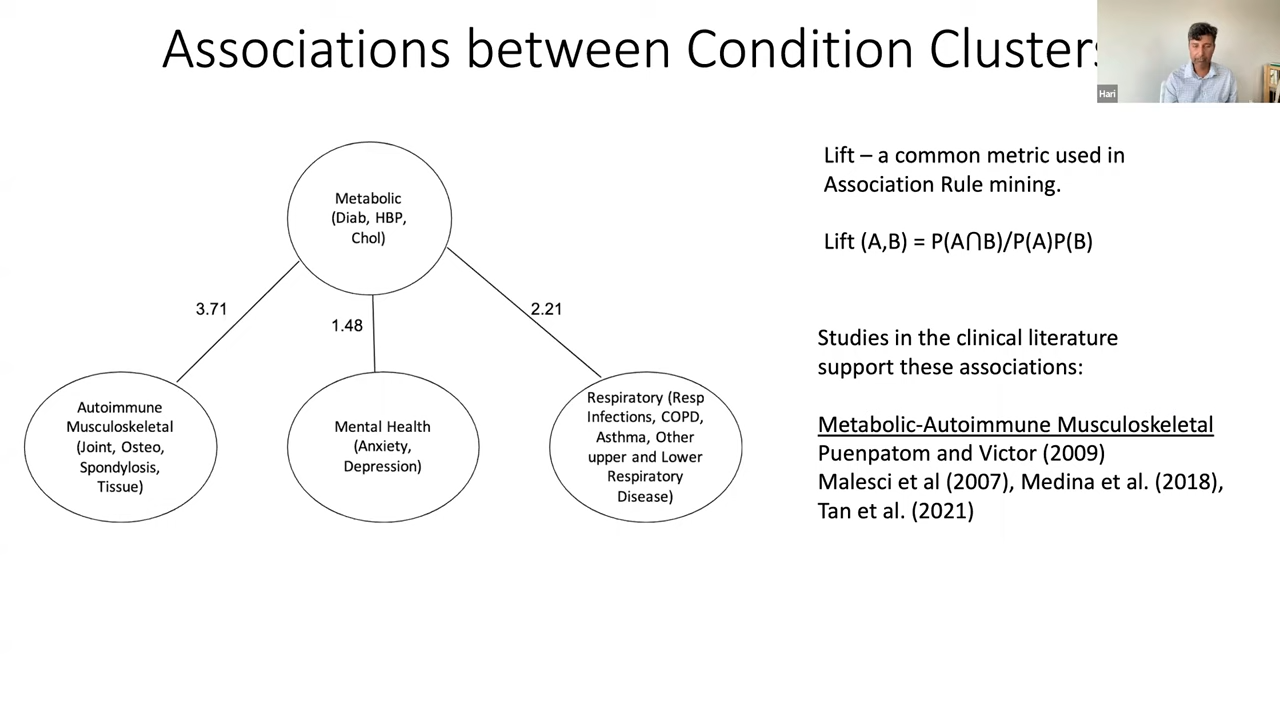 Associations between Condition Clusters
Hari
Metabolic
(Diab, HBP,
Chol)
3.71
1.48
2.21
Autoimmune
Musculoskeletal
(Joint, Osteo,
Spondylosis,
Tissue)
Mental Health
(Anxiety,
Depression)
Respiratory (Resp
Infections, COPD,
Asthma, Other
upper and Lower
Respiratory
Disease)
Lift – a common metric used in
Association Rule mining.
Lift (A,B) = P(A⋂B)/P(A)P(B)
Studies in the clinical literature
support these associations:
Metabolic-Autoimmune Musculoskeletal
Puenpatom and Victor (2009)
Malesci et al (2007), Medina et al. (2018),
Tan et al. (2021)